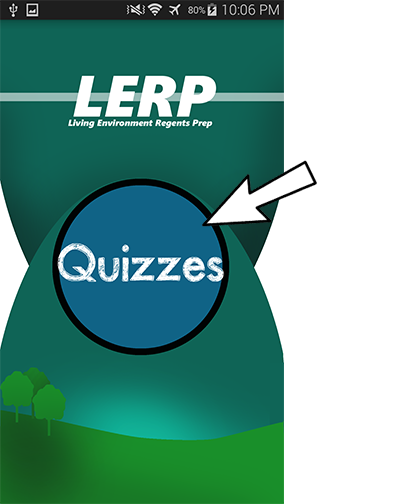 80% 10:06 PM
LERP
Living Environment Regents Prep
Quizzes